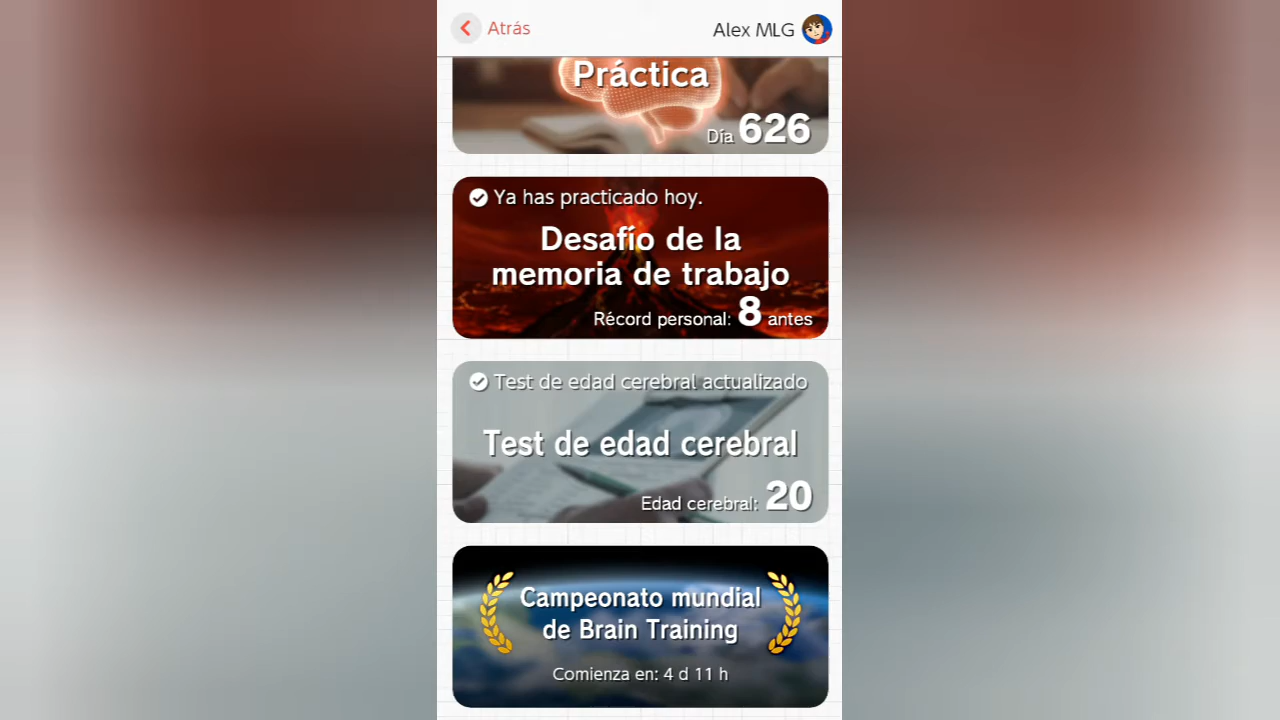 Atrás
Alex MLG
Práctica
Día 626
Ya has practicado hoy.
Desafío de la
memoria de trabajo
Récord personal: 8 antes
Test de edad cerebral actualizado
Test de edad cerebral
Edad cerebral: 20
Campeonato mundial
de Brain Training
Comienza en: 4 d 11 h